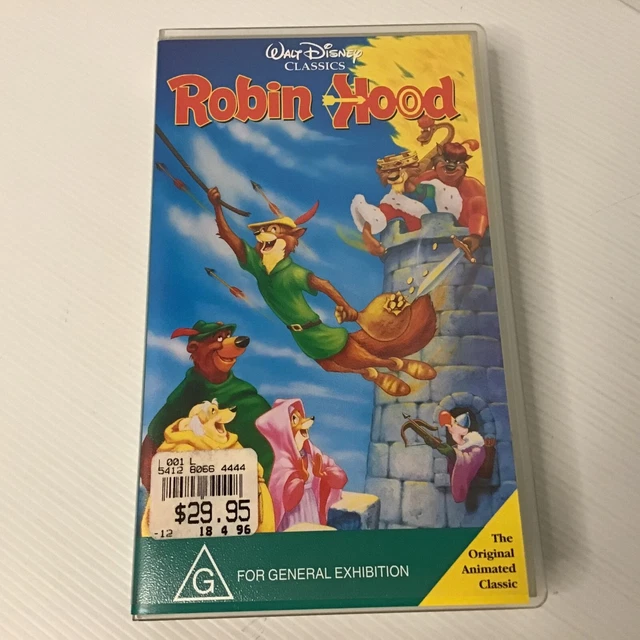 WALT DISNEY
CLASSICS
Robin Hood
1 001 L
5412 8066 4444
$29.95
-12 18 4 96
G
FOR GENERAL EXHIBITION
The
Original
Animated
Classic